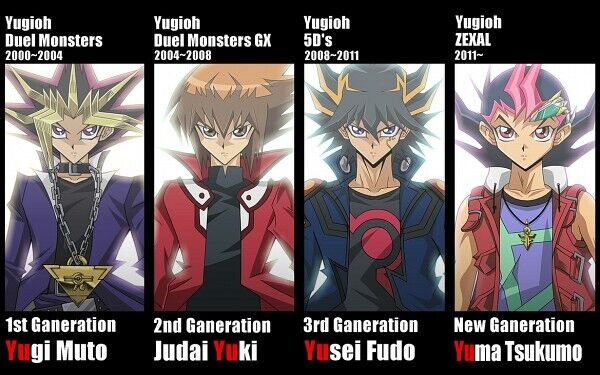 Yugioh
Duel Monsters
2000~2004
Yugioh
Duel Monsters GX
2004~2008
Yugioh
5D's
2008~2011
Yugioh
ZEXAL
2011~
1st Ganeration
Yugi Muto
2nd Ganeration
Judai Yuki
3rd Ganeration
Yusei Fudo
New Ganeration
Yuma Tsukumo